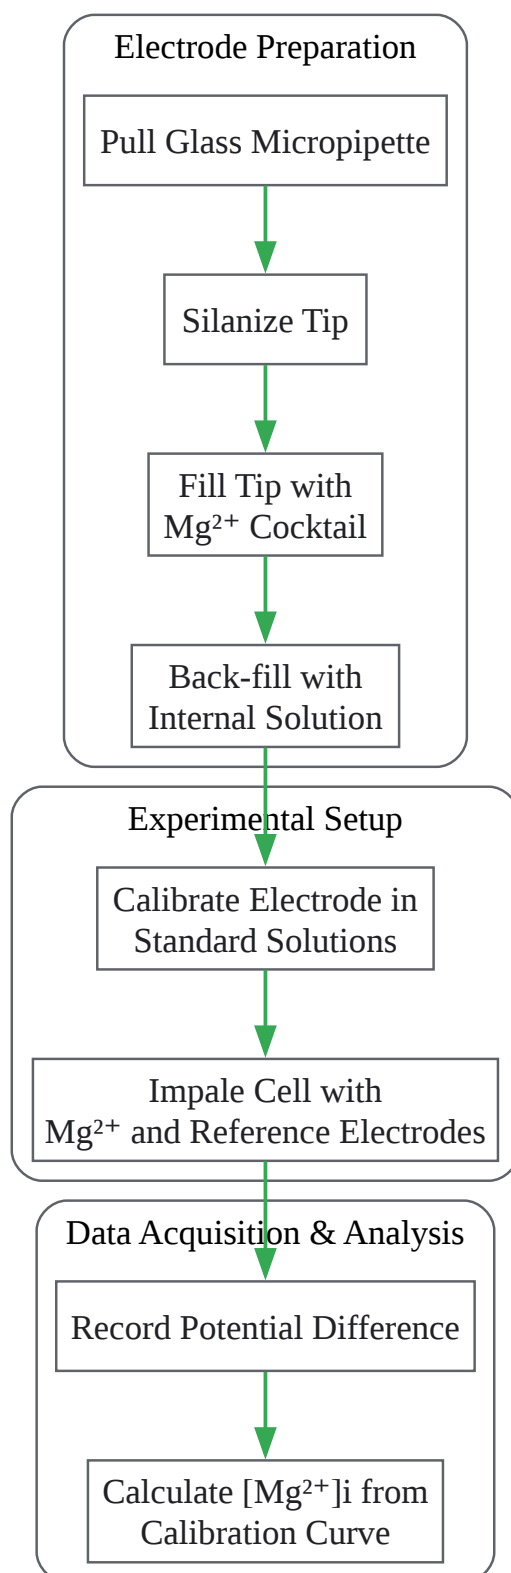 Electrode Preparation
Pull Glass Micropipette
Silanize Tip
Fill Tip with
Mg²⁺ Cocktail
Back-fill with
Internal Solution
Experimental Setup
Calibrate Electrode in
Standard Solutions
Impale Cell with
Mg²⁺ and Reference Electrodes
Data Acquisition & Analysis
Record Potential Difference
Calculate [Mg²⁺]i from
Calibration Curve